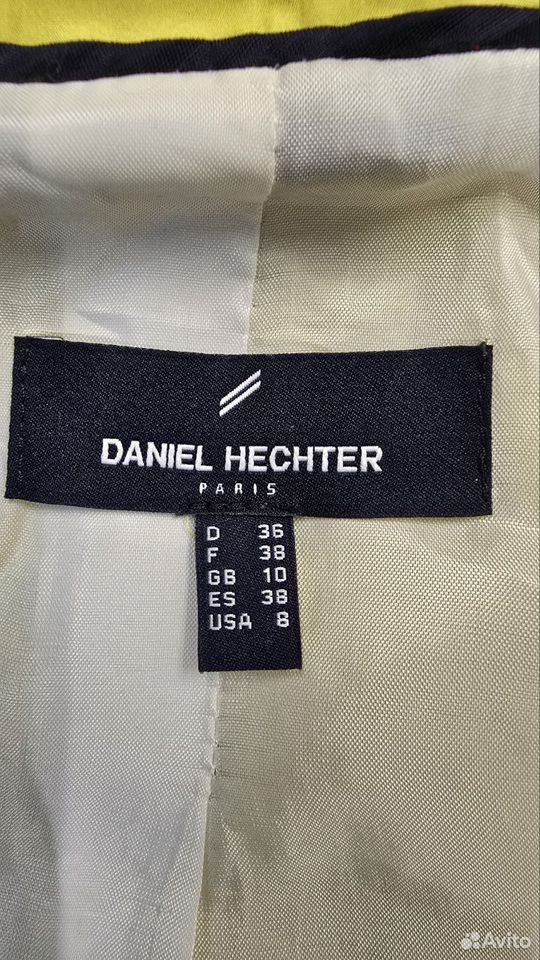 DANIEL HECHTER
PARIS
D 36
F 38
GB 10
ES 38
USA 8
Avito